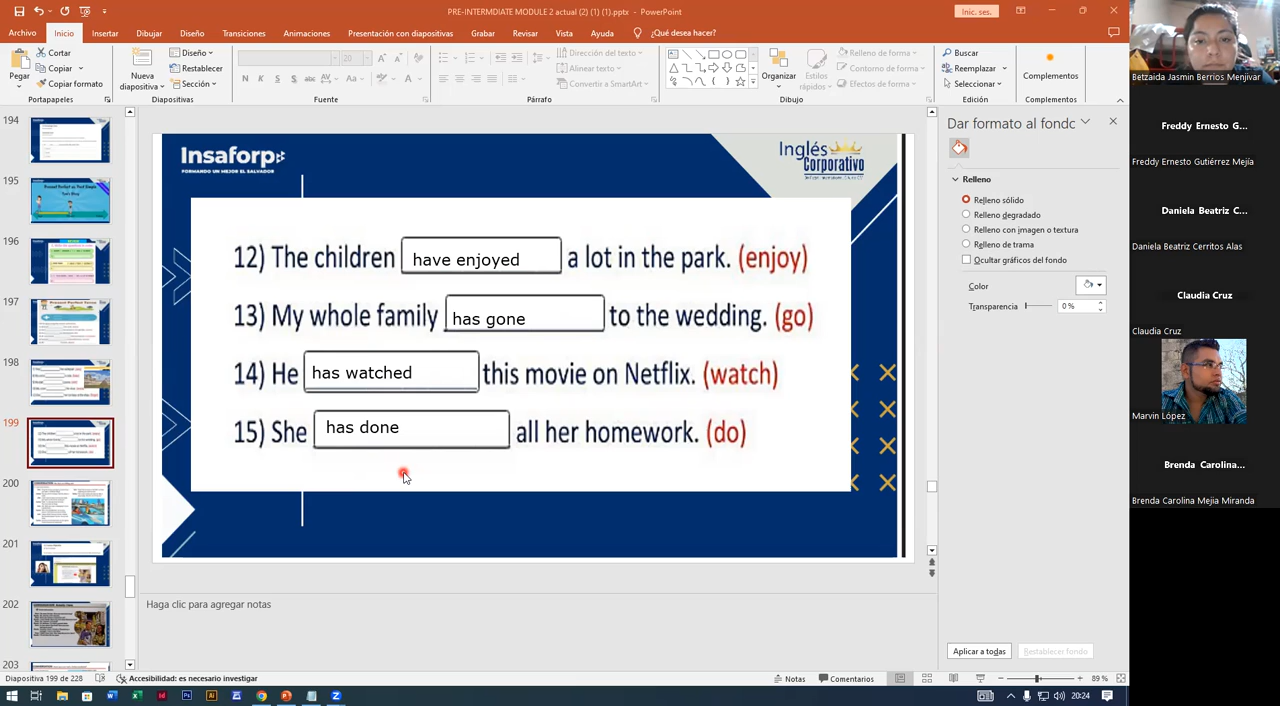 PRE-INTERMDIATE MODULE 2 actual (2) (1) (1).pptx - PowerPoint
Inic. ses.
Archivo Inicio Insertar Dibujar Diseño Transiciones Animaciones Presentación con diapositivas Grabar Revisar Vista Ayuda ¿Qué desea hacer?
Pegar
Cortar
Copiar
Copiar formato
Portapapeles
Nueva diapositiva
Diseño
Restablecer
Sección
Diapositivas
Fuente
Dirección del texto
Alinear texto
Convertir a SmartArt
Párrafo
Organizar
Estilos rápidos
Relleno de forma
Contorno de forma
Efectos de forma
Dibujo
Buscar
Reemplazar
Seleccionar
Edición
Complementos
Complementos
194
195
196
197
198
199
200
201
202
203
Insaforp
FORMANDO UN MEJOR EL SALVADOR
Inglés
Corporativo
12) The children have enjoyed a lot in the park. (enjoy)
13) My whole family has gone to the wedding. (go)
14) He has watched this movie on Netflix. (watch)
15) She has done all her homework. (do)
Haga clic para agregar notas
Dar formato al fondo
Relleno
Relleno sólido
Relleno degradado
Relleno con imagen o textura
Relleno de trama
Ocultar gráficos del fondo
Color
Transparencia 0 %
Aplicar a todas Restablecer fondo
Betzaida Jasmin Berrios Menjivar
Freddy Ernesto G...
Freddy Ernesto Gutiérrez Mejía
Daniela Beatriz C...
Daniela Beatriz Cerritos Alas
Claudia Cruz
Claudia Cruz
Marvin López
Brenda Carolina...
Brenda Carolina Mejia Miranda
Diapositiva 199 de 228 Accesibilidad: es necesario investigar Notas Comentarios 89 %
20:24